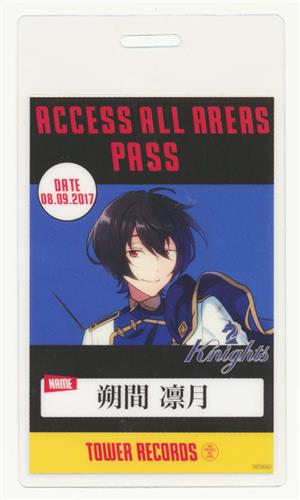 ACCESS ALL AREAS
PASS
DATE
08.09.2017
Knights
NAME
朔間 凛月
TOWER RECORDS